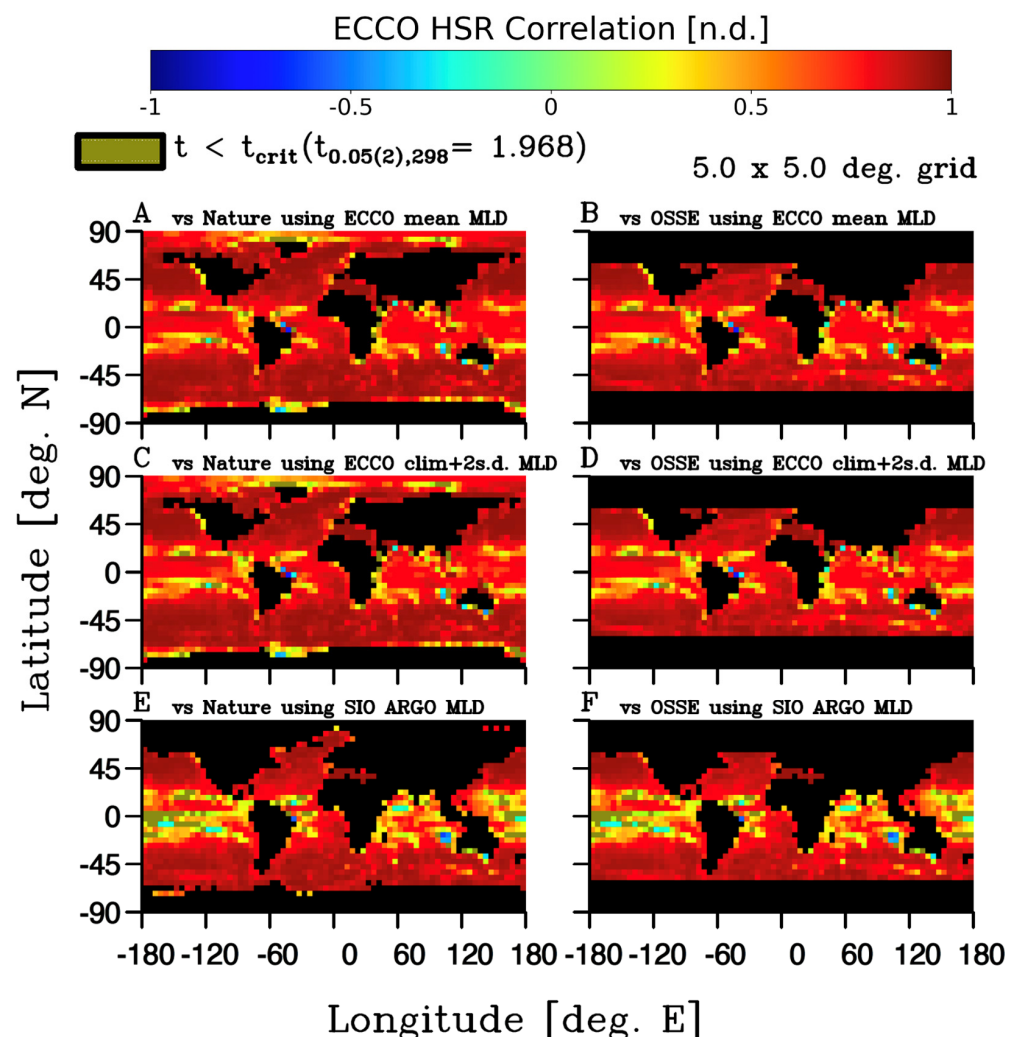 ECCO HSR Correlation [n.d.]
-1 -0.5 0 0.5 1
t < tcrit(t0.05(2),298= 1.968)
5.0 x 5.0 deg. grid
A vs Nature using ECCO mean MLD
B vs OSSE using ECCO mean MLD
90
45
0
-45
-90
C vs Nature using ECCO clim+2s.d. MLD
D vs OSSE using ECCO clim+2s.d. MLD
90
45
0
-45
-90
E vs Nature using SIO ARGO MLD
F vs OSSE using SIO ARGO MLD
90
45
0
-45
-90
-180 -120 -60 0 60 120 180
-180 -120 -60 0 60 120 180
Latitude [deg. N]
Longitude [deg. E]